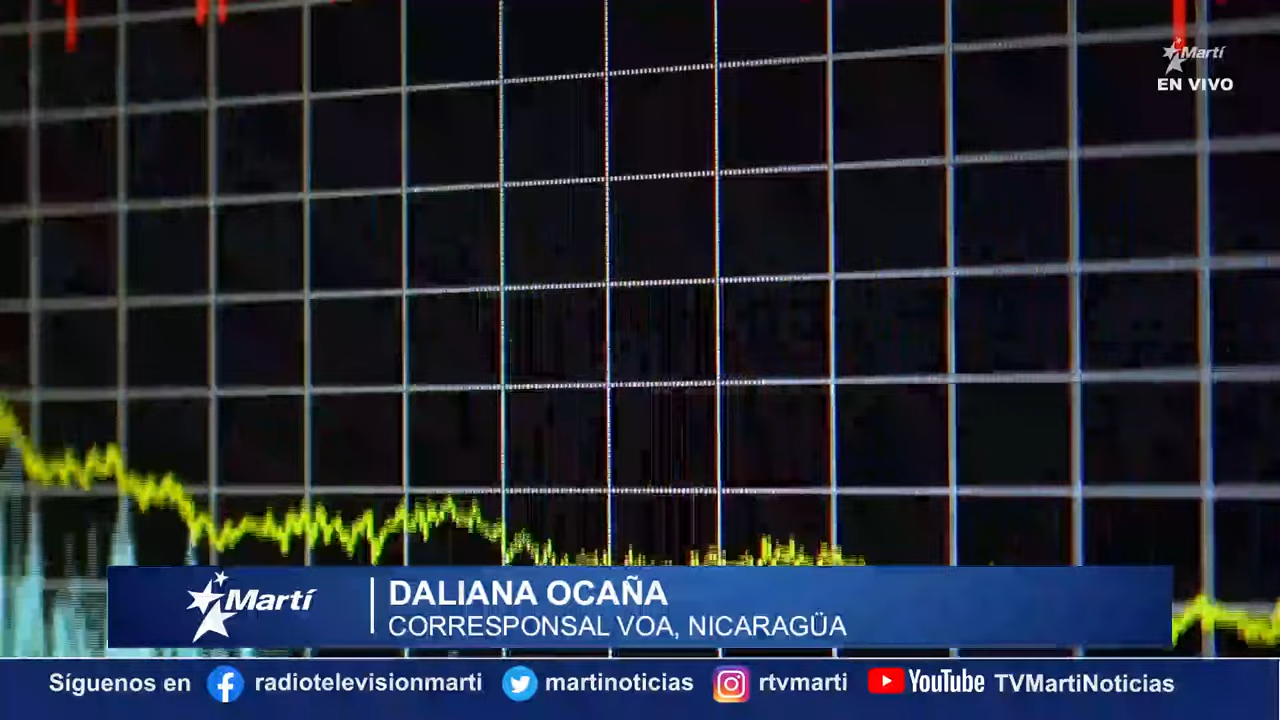 Martí
EN VIVO
Martí
DALIANA OCAÑA
CORRESPONSAL VOA, NICARAGÜA
Síguenos en radiotelevisionmarti martinoticias rtvmarti YouTube TVMartiNoticias